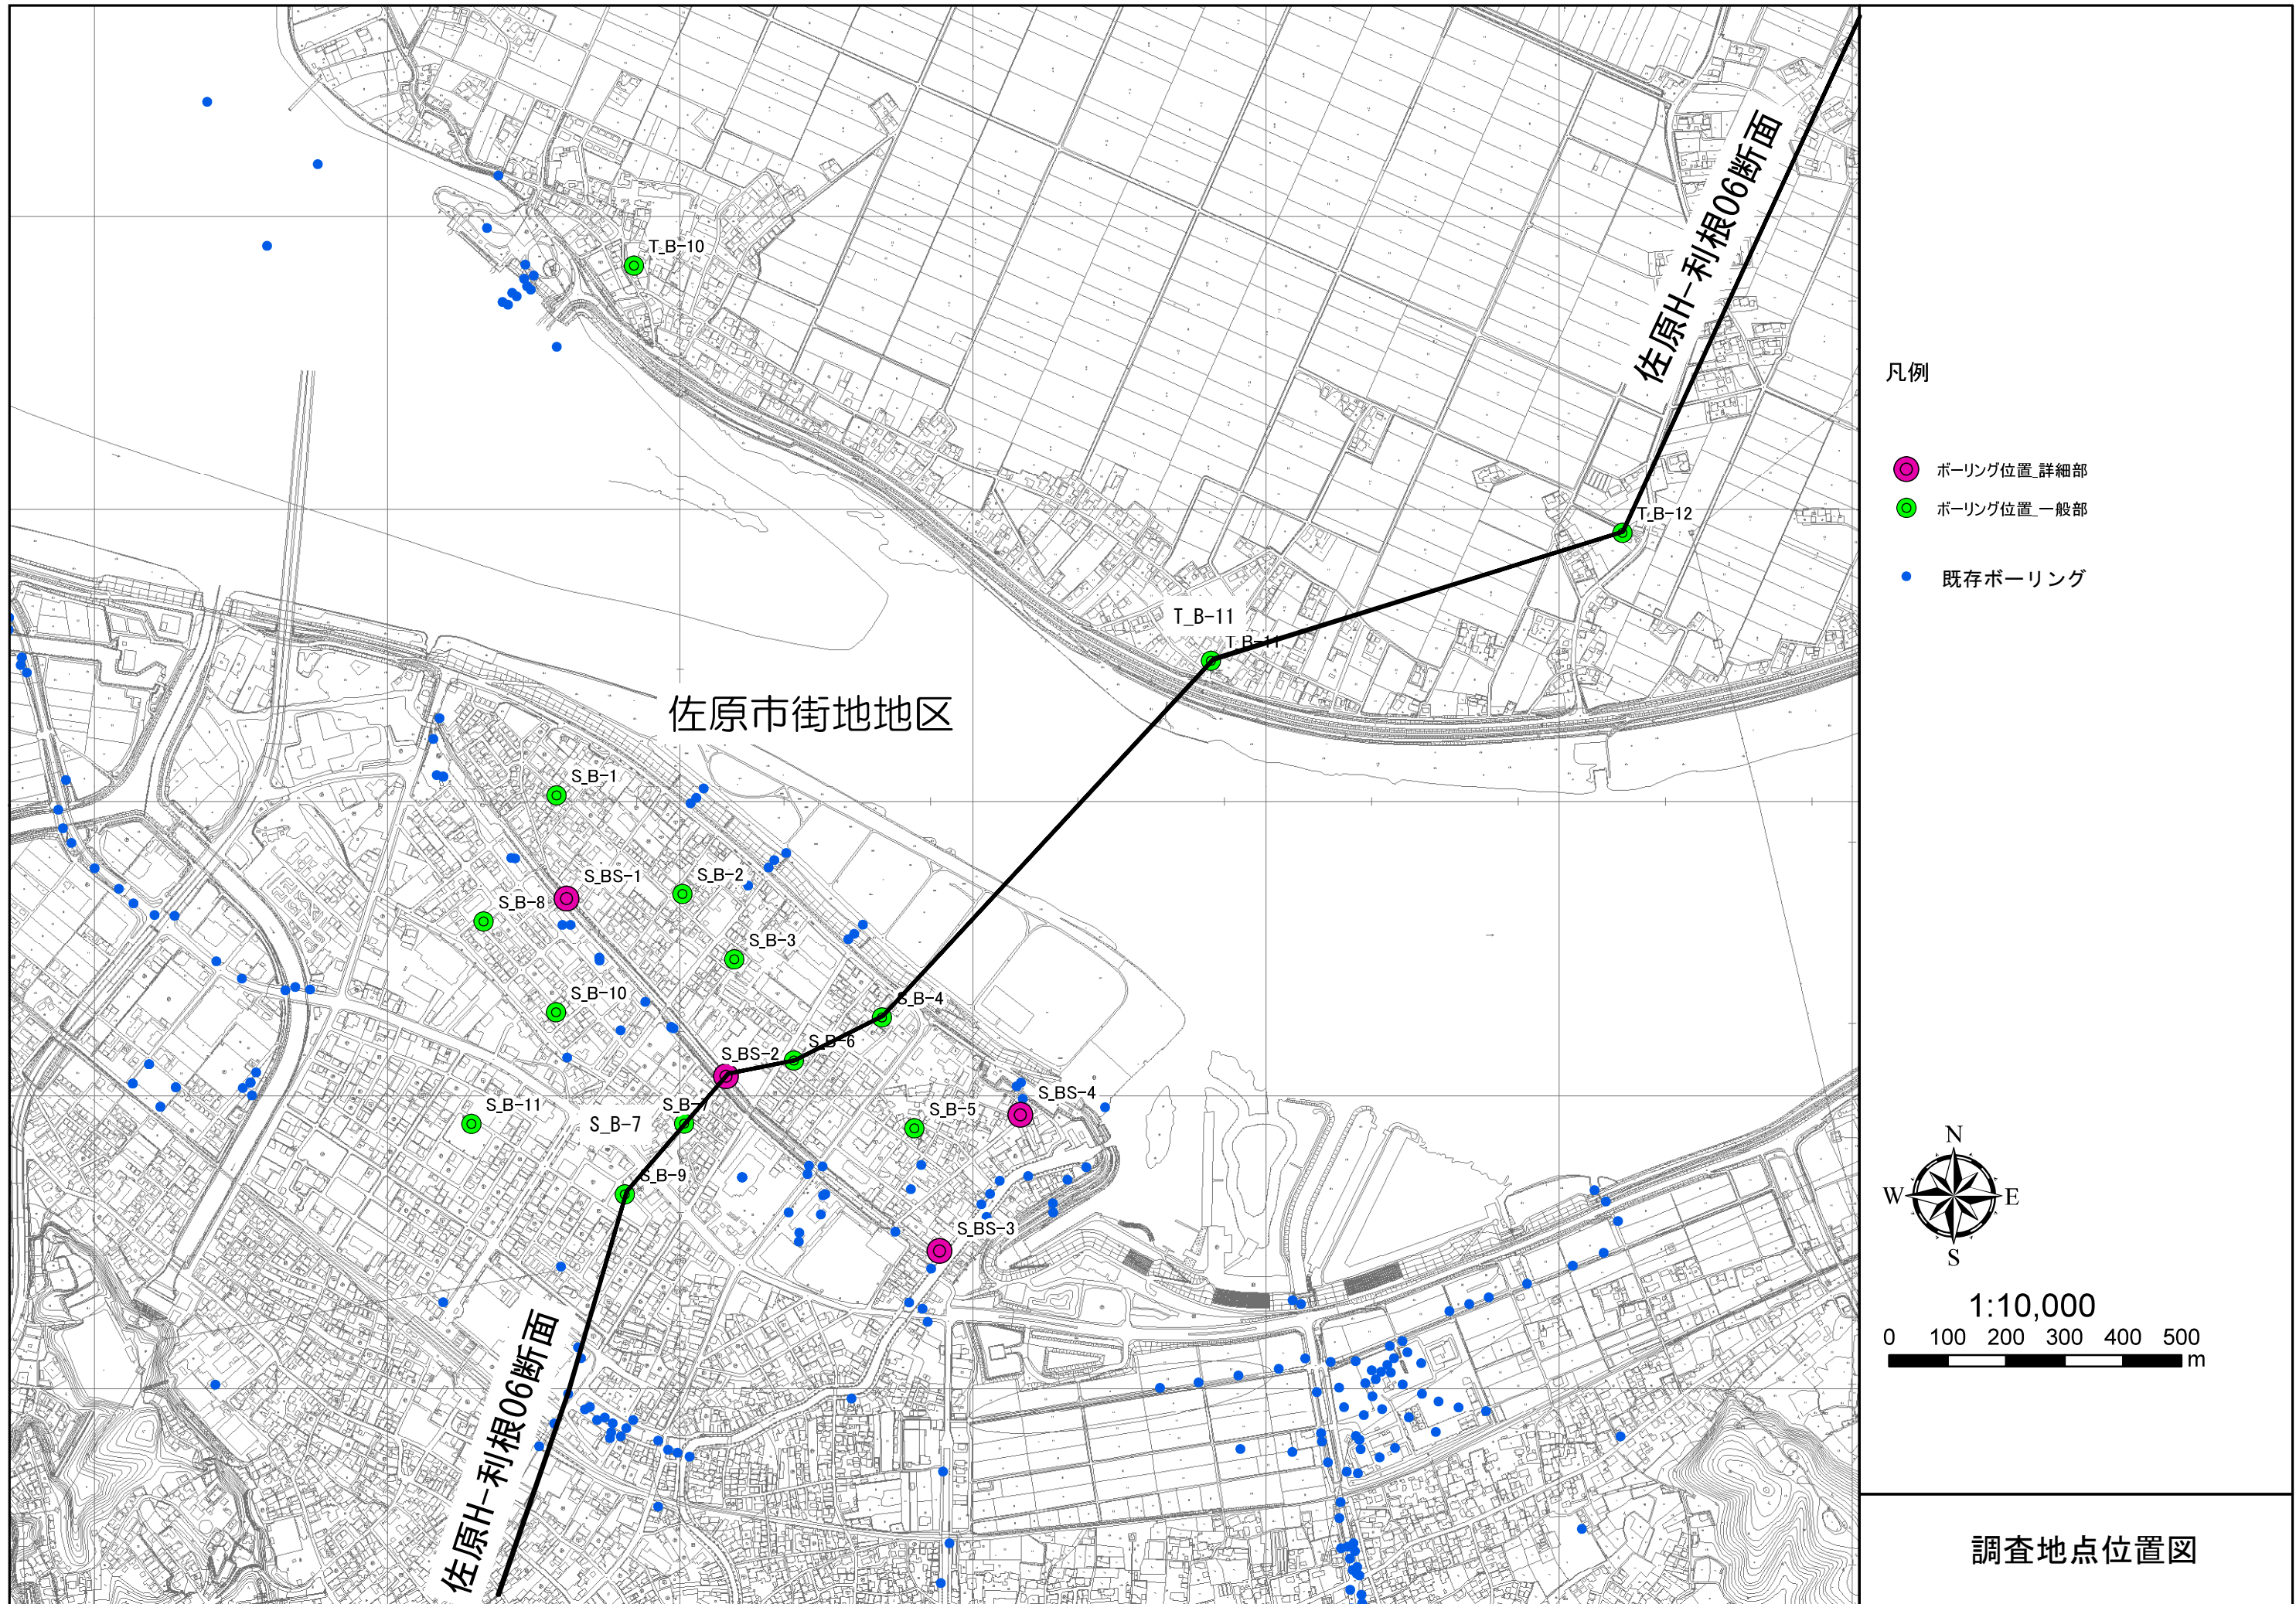 T_B-10
佐原H-利根06断面
T_B-12
T_B-11
T_B-11
佐原市街地地区
S_B-1
S_BS-1
S_B-2
S_B-8
S_B-3
S_B-10
S_B-4
S_BS-2
S_B-6
S_BS-4
S_B-11
S_B-7
S_B-7
S_B-5
S_B-9
S_BS-3
佐原H-利根06断面
凡例
ボーリング位置_詳細部
ボーリング位置_一般部
既存ボーリング
N
W
E
S
1:10,000
0 100 200 300 400 500
m
調査地点位置図